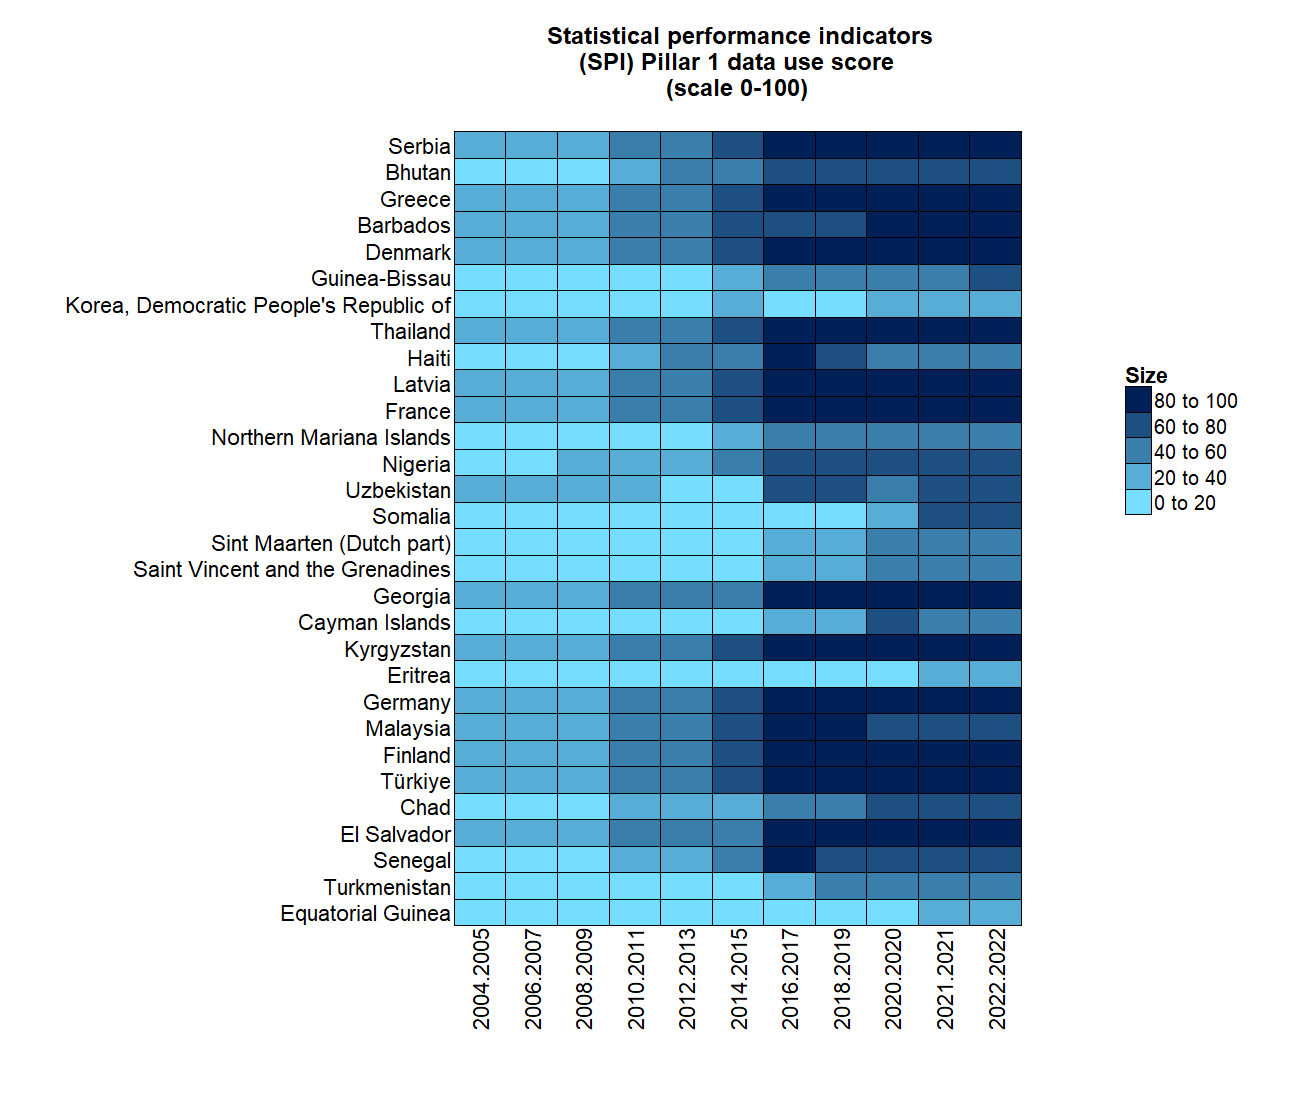 Statistical performance indicators
(SPI) Pillar 1 data use score
(scale 0-100)
Serbia
Bhutan
Greece
Barbados
Denmark
Guinea-Bissau
Korea, Democratic People's Republic of
Thailand
Haiti
Latvia
France
Northern Mariana Islands
Nigeria
Uzbekistan
Somalia
Sint Maarten (Dutch part)
Saint Vincent and the Grenadines
Georgia
Cayman Islands
Kyrgyzstan
Eritrea
Germany
Malaysia
Finland
Türkiye
Chad
El Salvador
Senegal
Turkmenistan
Equatorial Guinea
2004.2005
2006.2007
2008.2009
2010.2011
2012.2013
2014.2015
2016.2017
2018.2019
2020.2020
2021.2021
2022.2022
Size
80 to 100
60 to 80
40 to 60
20 to 40
0 to 20